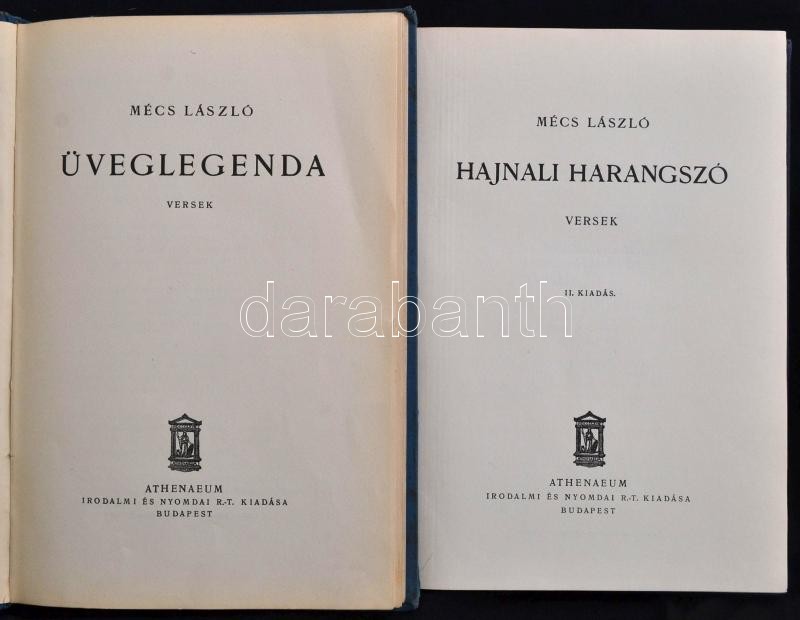 MÉCS LÁSZLÓ
ÜVEGLEGENDA
VERSEK
ATHENAEUM
IRODALMI ÉS NYOMDAI R.-T. KIADÁSA
BUDAPEST
MÉCS LÁSZLÓ
HAJNALI HARANGSZÓ
VERSEK
II. KIADÁS.
ATHENAEUM
IRODALMI ÉS NYOMDAI R.-T. KIADÁSA
BUDAPEST
darabanth